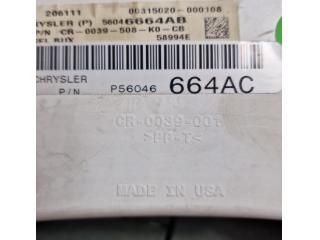 206111 00315020-000108
RYSLER (P) 56046664AB
P/N CR-0039-508-K0-CB
58994E
CHRYSLER
P/N P56046 664AC
CR-0039-001
>PP-T<
MADE IN USA